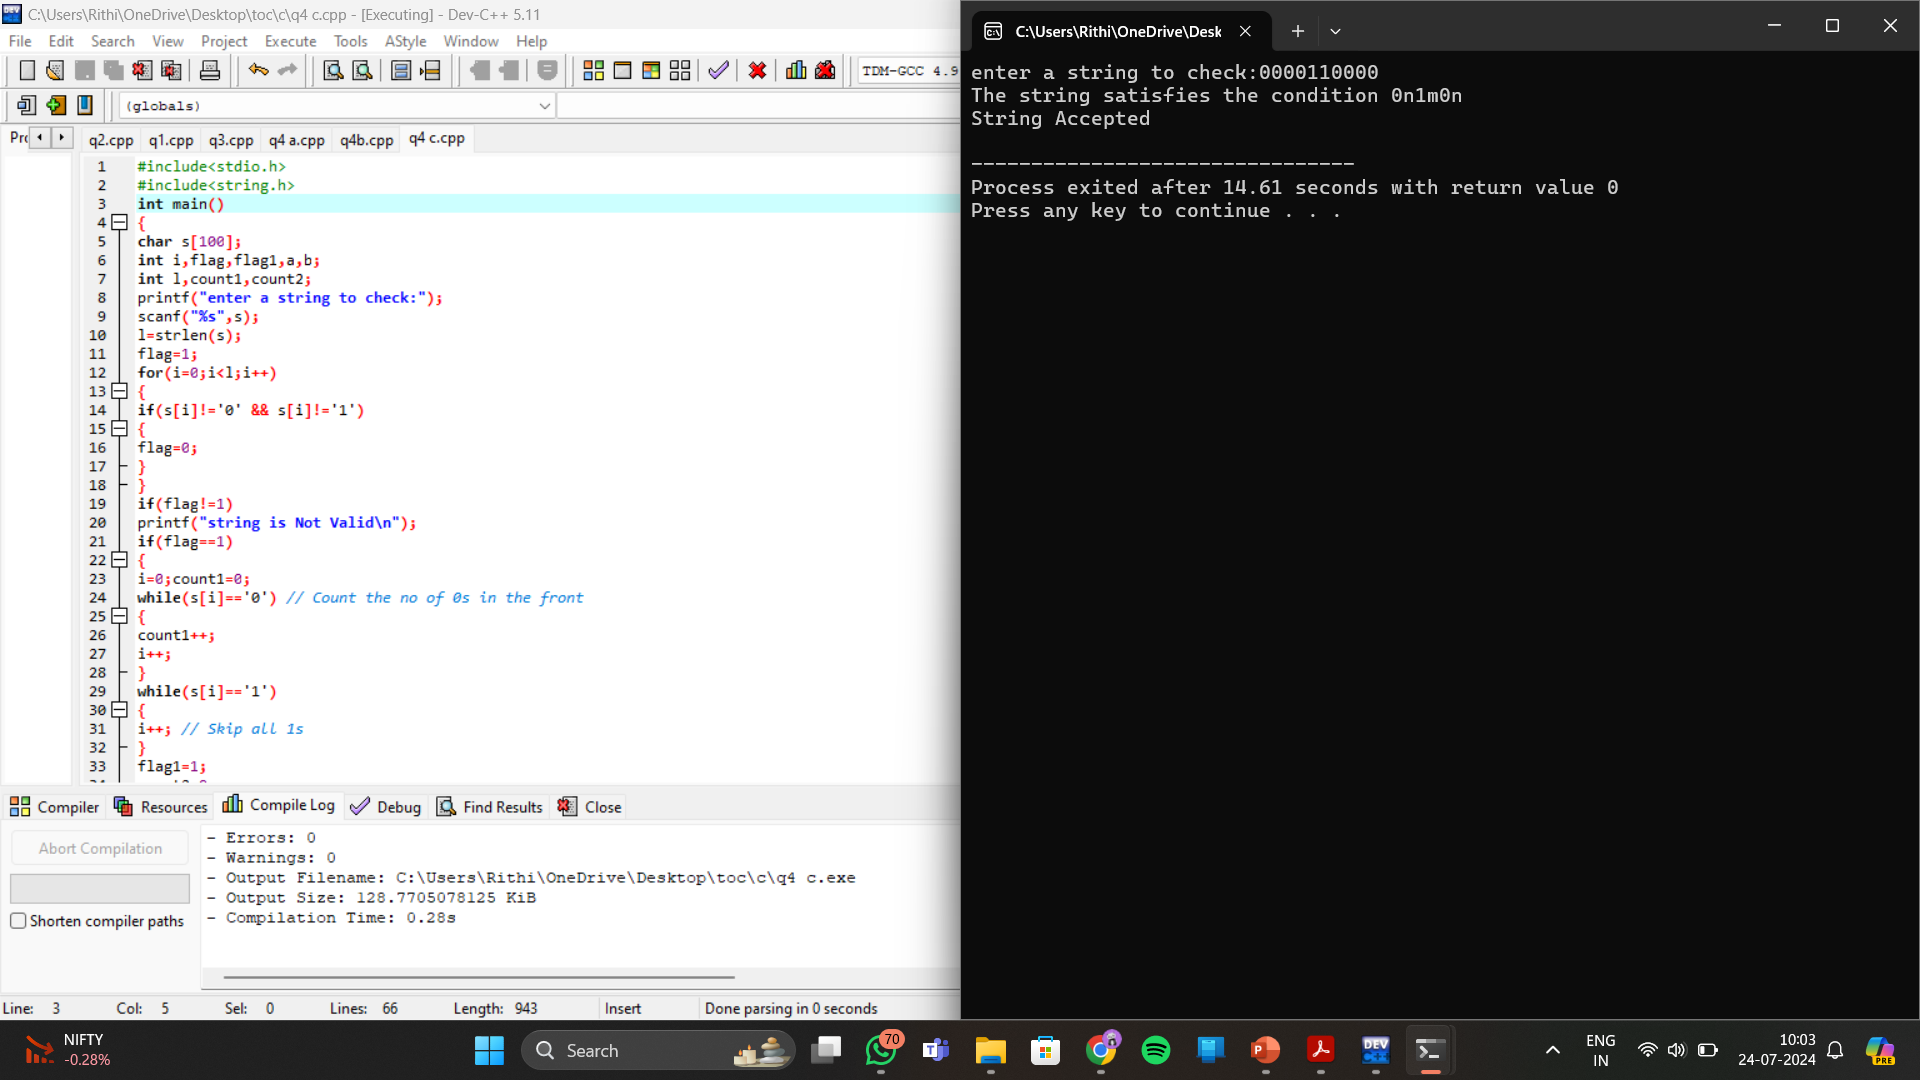 C:\Users\Rithi\OneDrive\Desktop\toc\c\q4 c.cpp - [Executing] - Dev-C++ 5.11
File Edit Search View Project Execute Tools AStyle Window Help
TDM-GCC 4.9
(globals)
q2.cpp q1.cpp q3.cpp q4 a.cpp q4b.cpp q4 c.cpp
1 #include<stdio.h>
2 #include<string.h>
3 int main()
4 {
5 char s[100];
6 int i,flag,flag1,a,b;
7 int l,count1,count2;
8 printf("enter a string to check:");
9 scanf("%s",s);
10 l=strlen(s);
11 flag=1;
12 for(i=0;i<l;i++)
13 {
14 if(s[i]!='0' && s[i]!='1')
15 {
16 flag=0;
17 }
18 }
19 if(flag!=1)
20 printf("string is Not Valid\n");
21 if(flag==1)
22 {
23 i=0;count1=0;
24 while(s[i]=='0') // Count the no of 0s in the front
25 {
26 count1++;
27 i++;
28 }
29 while(s[i]=='1')
30 {
31 i++; // Skip all 1s
32 }
33 flag1=1;
Compiler Resources Compile Log Debug Find Results Close
Abort Compilation
Shorten compiler paths
- Errors: 0
- Warnings: 0
- Output Filename: C:\Users\Rithi\OneDrive\Desktop\toc\c\q4 c.exe
- Output Size: 128.7705078125 KiB
- Compilation Time: 0.28s
Line: 3 Col: 5 Sel: 0 Lines: 66 Length: 943 Insert Done parsing in 0 seconds
C:\Users\Rithi\OneDrive\Desk
enter a string to check:0000110000
The string satisfies the condition 0n1m0n
String Accepted
--------------------------------
Process exited after 14.61 seconds with return value 0
Press any key to continue . . .
NIFTY
-0.28%
Search
70
DEV
C++
PRE
ENG
IN
10:03
24-07-2024